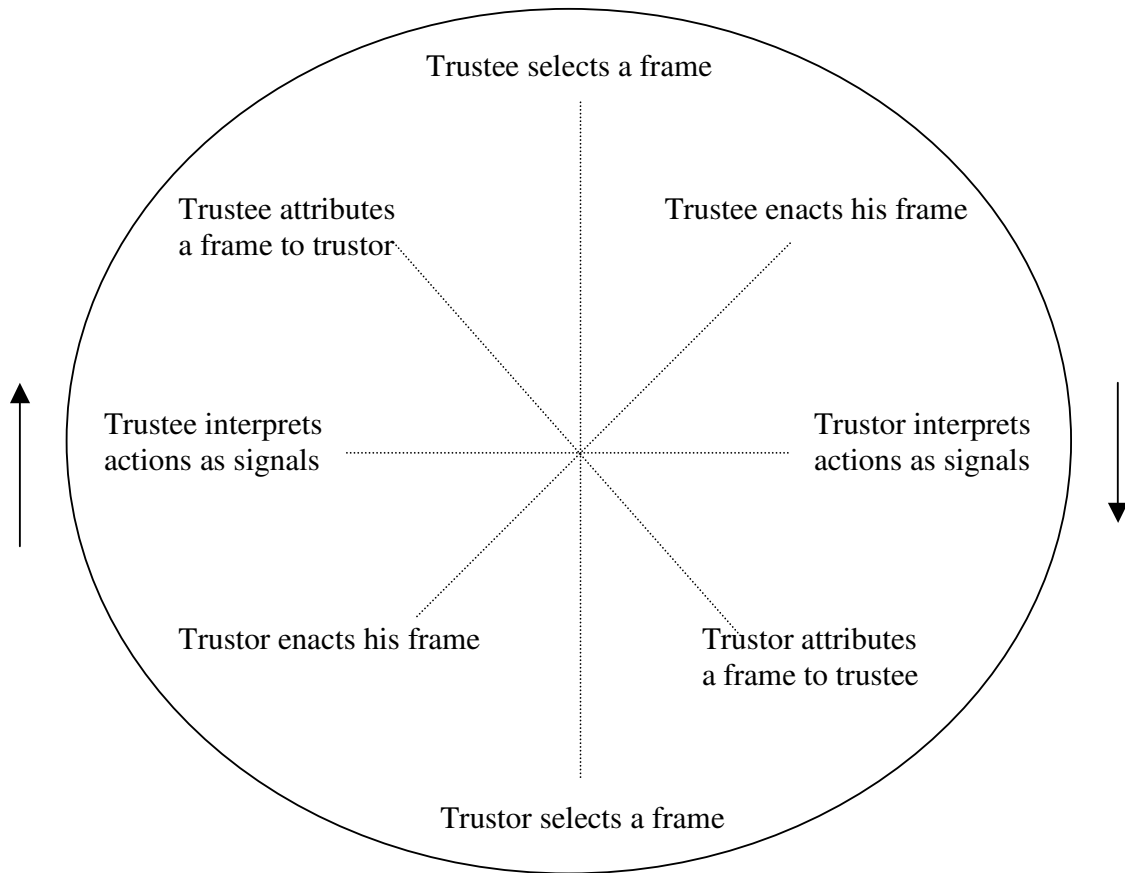 Trustee selects a frame
Trustee attributes
a frame to trustor
Trustee enacts his frame
Trustee interprets
actions as signals
Trustor interprets
actions as signals
Trustor enacts his frame
Trustor attributes
a frame to trustee
Trustor selects a frame